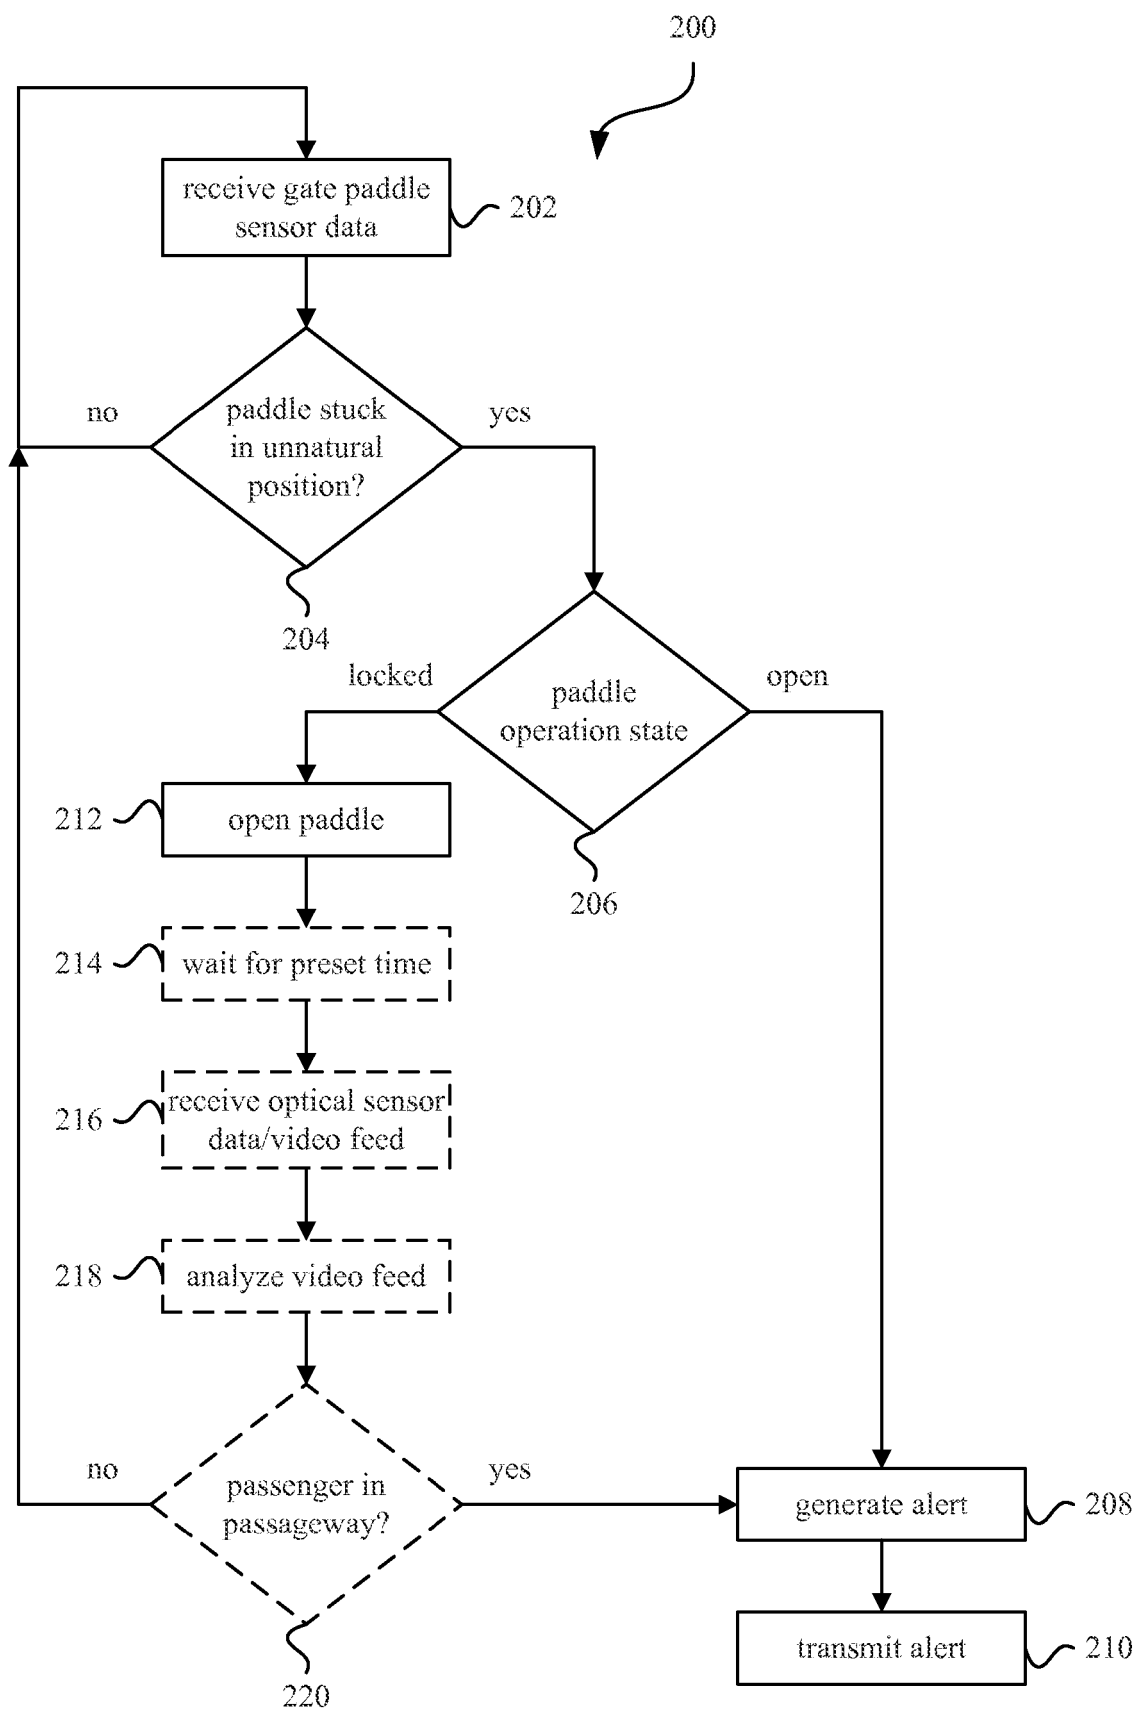 200
receive gate paddle
sensor data
202
no
paddle stuck
in unnatural
position?
yes
204
locked
paddle
operation state
open
206
212
open paddle
214
wait for preset time
216
receive optical sensor
data/video feed
218
analyze video feed
no
passenger in
passageway?
yes
220
generate alert
208
transmit alert
210